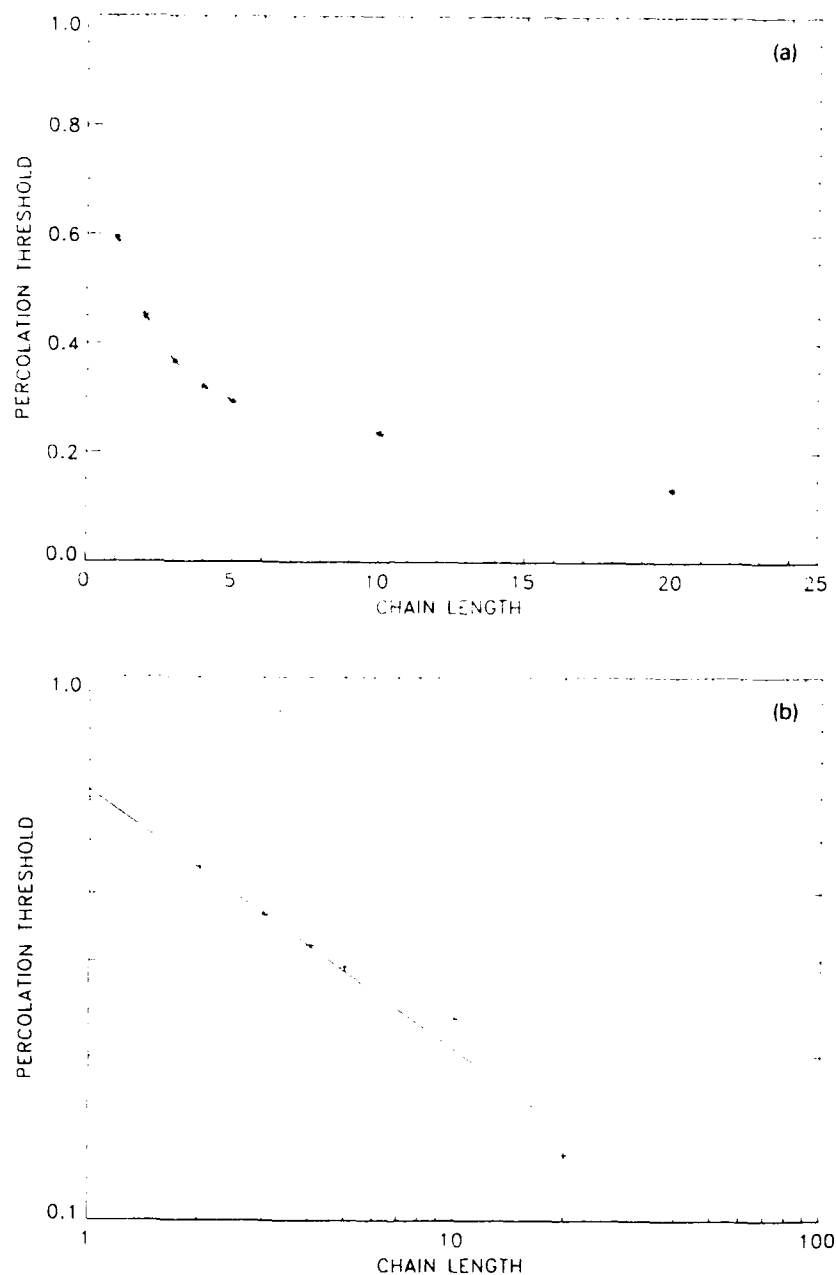 1.0
(a)
0.8
0.6
0.4
0.2
0.0
PERCOLATION THRESHOLD
0 5 10 15 20 25
CHAIN LENGTH
1.0
(b)
PERCOLATION THRESHOLD
0.1
1 10 100
CHAIN LENGTH